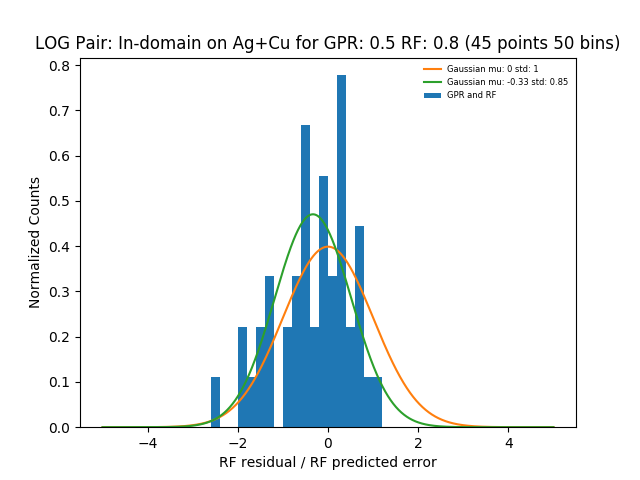 LOG Pair: In-domain on Ag+Cu for GPR: 0.5 RF: 0.8 (45 points 50 bins)
Gaussian mu: 0 std: 1
Gaussian mu: -0.33 std: 0.85
GPR and RF
Normalized Counts
0.8
0.7
0.6
0.5
0.4
0.3
0.2
0.1
0.0
−4 −2 0 2 4
RF residual / RF predicted error